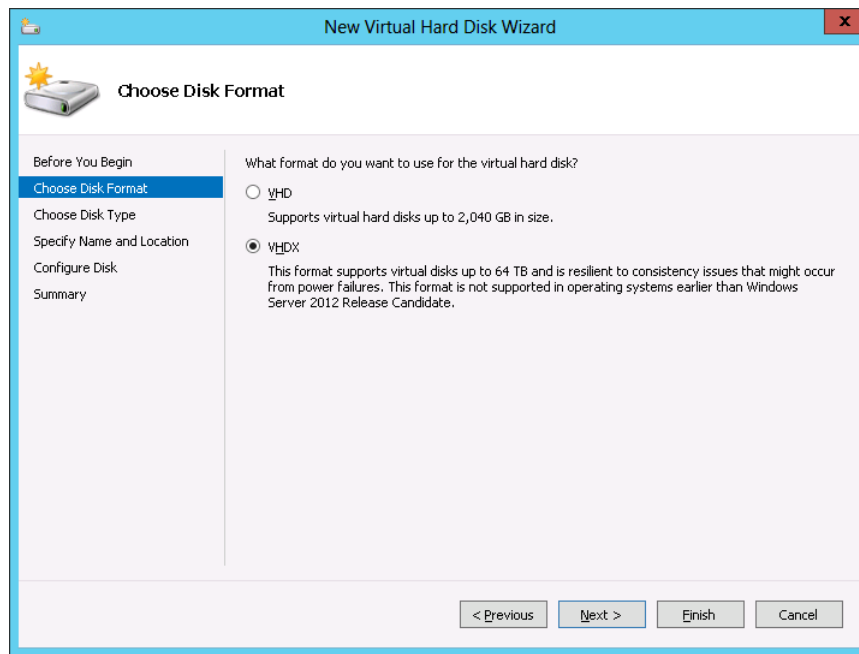 New Virtual Hard Disk Wizard
x
Choose Disk Format
Before You Begin
Choose Disk Format
Choose Disk Type
Specify Name and Location
Configure Disk
Summary
What format do you want to use for the virtual hard disk?
VHD
Supports virtual hard disks up to 2,040 GB in size.
VHDX
This format supports virtual disks up to 64 TB and is resilient to consistency issues that might occur
from power failures. This format is not supported in operating systems earlier than Windows
Server 2012 Release Candidate.
< Previous
Next >
Finish
Cancel